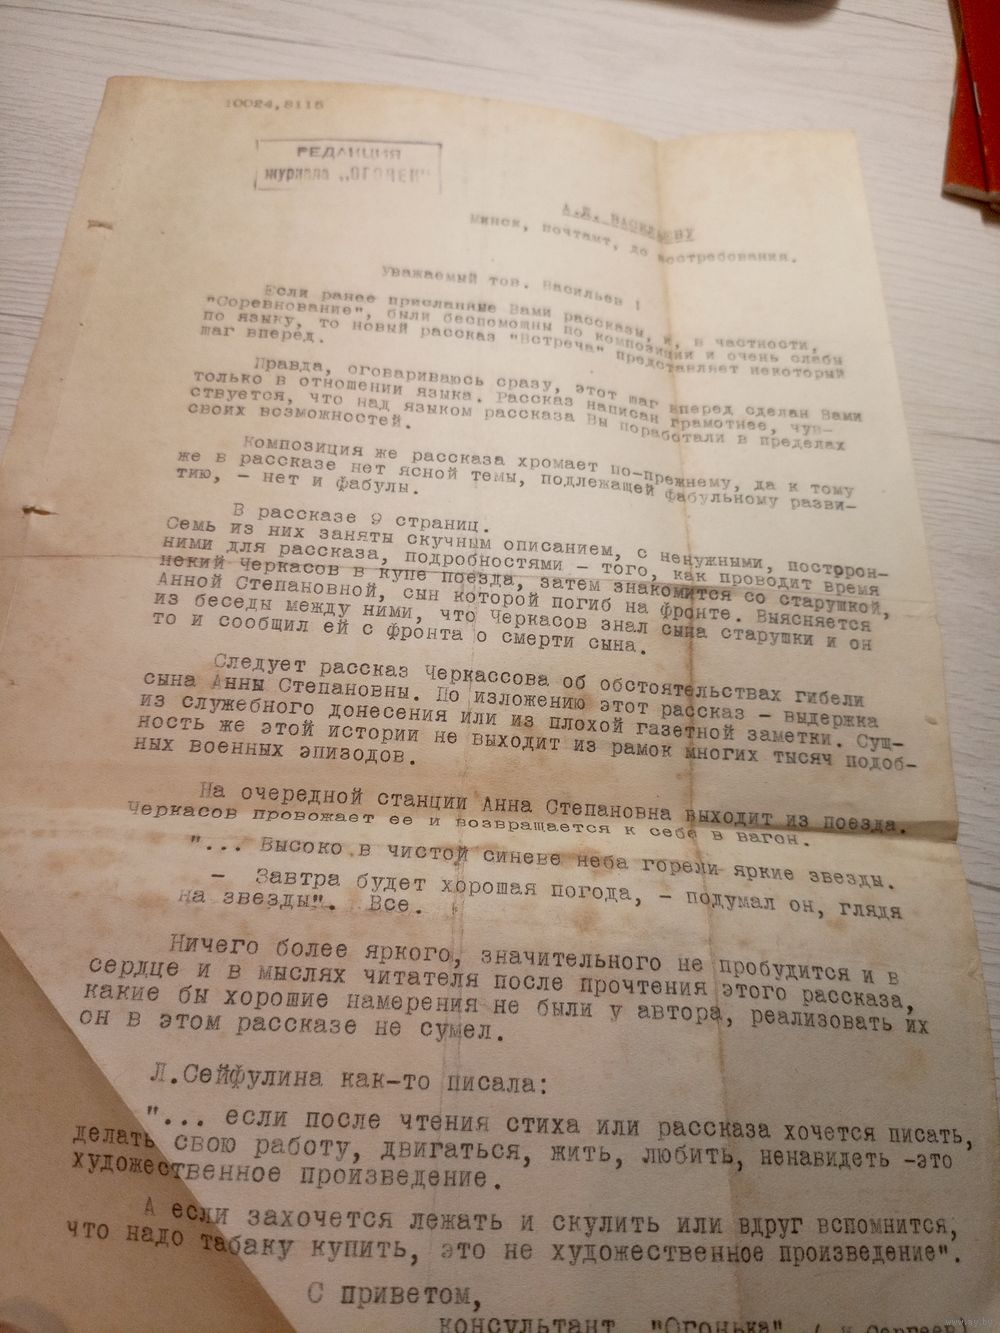 10024,8115
РЕДАКЦИЯ
журнала „ОГОНЕК"
ВАСИЛЬЕВУ
Минск, почтамт, до востребования.
Уважаемый тов. Васильев !
Если ранее присланные Вами рассказы, и, в частности,
"Соревнование", были беспомощны по композиции и очень слабы
по языку, то новый рассказ "Встреча" представляет некоторый
шаг вперед.
Правда, оговариваюсь сразу, этот шаг вперед сделан Вами
только в отношении языка. Рассказ написан грамотнее, чув-
ствуется, что над языком рассказа Вы поработали в пределах
своих возможностей.
Композиция же рассказа хромает по-прежнему, да к тому
же в рассказе нет ясной темы, подлежащей фабульному разви-
тию, - нет и фабулы.
В рассказе 9 страниц.
Семь из них заняты скучным описанием, с ненужными, посторон-
ними для рассказа, подробностями - того, как проводит время
некий Черкасов в купе поезда, затем знакомится со старушкой,
Анной Степановной, сын которой погиб на фронте. Выясняется
из беседы между ними, что Черкасов знал сына старушки и он
то и сообщил ей с фронта о смерти сына.
Следует рассказ Черкассова об обстоятельствах гибели
сына Анны Степановны. По изложению этот рассказ - выдержка
из служебного донесения или из плохой газетной заметки. Сущ-
ность же этой истории не выходит из рамок многих тысяч подоб-
ных военных эпизодов.
На очередной станции Анна Степановна выходит из поезда.
Черкасов провожает ее и возвращается к себе в вагон.
"... Высоко в чистой синеве неба горели яркие звезды.
- Завтра будет хорошая погода, - подумал он, глядя
на звезды". Все.
Ничего более яркого, значительного не пробудится и в
сердце и в мыслях читателя после прочтения этого рассказа,
какие бы хорошие намерения не были у автора, реализовать их
он в этом рассказе не сумел.
Л.Сейфулина как-то писала:
"... если после чтения стиха или рассказа хочется писать,
делать свою работу, двигаться, жить, любить, ненавидеть -это
художественное произведение.
А если захочется лежать и скулить или вдруг вспомнится,
что надо табаку купить, это не художественное произведение".
С приветом,
консультант "Огонька"